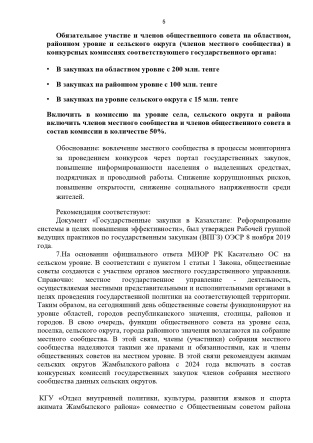 6
Обязательное участие и членов общественного совета на областном,
районном уровне и сельского округа (членов местного сообщества) в
конкурсных комиссиях соответствующего государственного органа:
• В закупках на областном уровне с 200 млн. тенге
• В закупках на районном уровне с 100 млн. тенге
• В закупках на уровне сельского округа с 15 млн. тенге
Включить в комиссию на уровне села, сельского округа и района
включить членов местного сообщества и членов общественного совета в
состав комиссии в количестве 50%.
Обоснование: вовлечение местного сообщества в процессы мониторинга
за проведением конкурсов через портал государственных закупок,
повышение информированности населения о выделенных средствах,
подрядчиках и проводимой работы. Снижение коррупционных рисков,
повышение открытости, снижение социального напряженности среди
жителей.
Рекомендация соответствуют:
Документ «Государственные закупки в Казахстане: Реформирование
системы в целях повышения эффективности», был утвержден Рабочей группой
ведущих практиков по государственным закупкам (ВПГЗ) ОЭСР 8 ноября 2019
года.
7.На основании официального ответа МИОР РК Касательно ОС на
сельском уровне. В соответствии с пунктом 1 статьи 1 Закона, общественные
советы создаются с участием органов местного государственного управления.
Справочно: местное государственное управление - деятельность,
осуществляемая местными представительными и исполнительными органами в
целях проведения государственной политики на соответствующей территории.
Таким образом, на сегодняшний день общественные советы функционируют на
уровне областей, городов республиканского значения, столицы, районов и
городов. В свою очередь, функции общественного совета на уровне села,
поселка, сельского округа, города районного значения возлагаются на собрание
местного сообщества. В этой связи, члены (участники) собрания местного
сообщества наделяются такими же правами и обязанностями, как и члены
общественных советов на местном уровне. В этой связи рекомендуем акимам
сельских округов Жамбылского района с 2024 года включать в состав
конкурсных комиссий государственных закупок членов собрания местного
сообщества данных сельских округов.
КГУ «Отдел внутренней политики, культуры, развития языков и спорта
акимата Жамбылского района» совместно с Общественным советом района